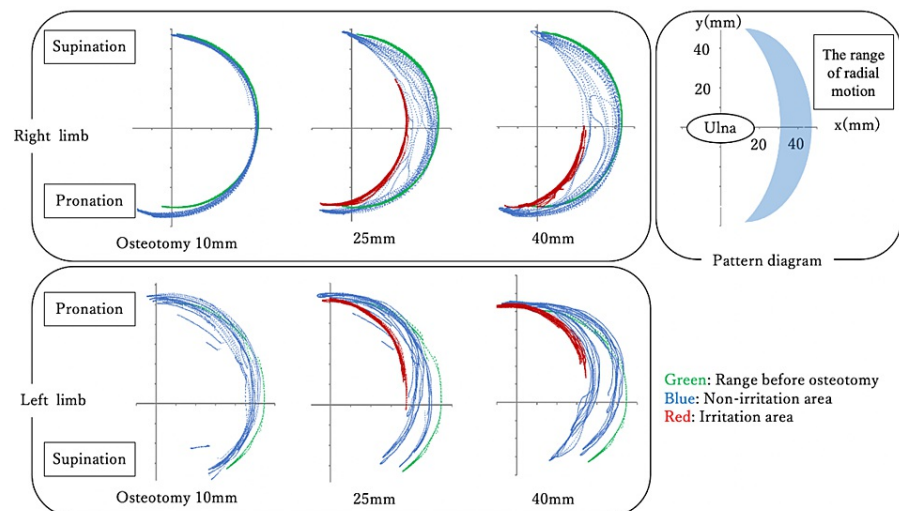 Supination
Right limb
Pronation
Osteotomy 10mm
25mm
40mm
y(mm)
40
The range
of radial
motion
20
Ulna
x(mm)
20
40
Pattern diagram
Pronation
Left limb
Supination
Osteotomy 10mm
25mm
40mm
Green: Range before osteotomy
Blue: Non-irritation area
Red: Irritation area